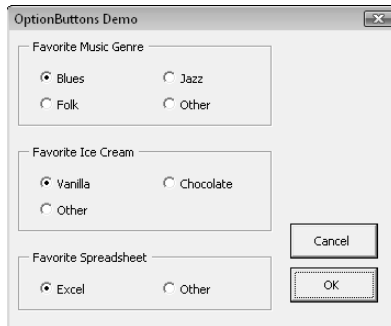 OptionButtons Demo
Favorite Music Genre
Blues Jazz
Folk Other
Favorite Ice Cream
Vanilla Chocolate
Other
Cancel
Favorite Spreadsheet
Excel Other
OK